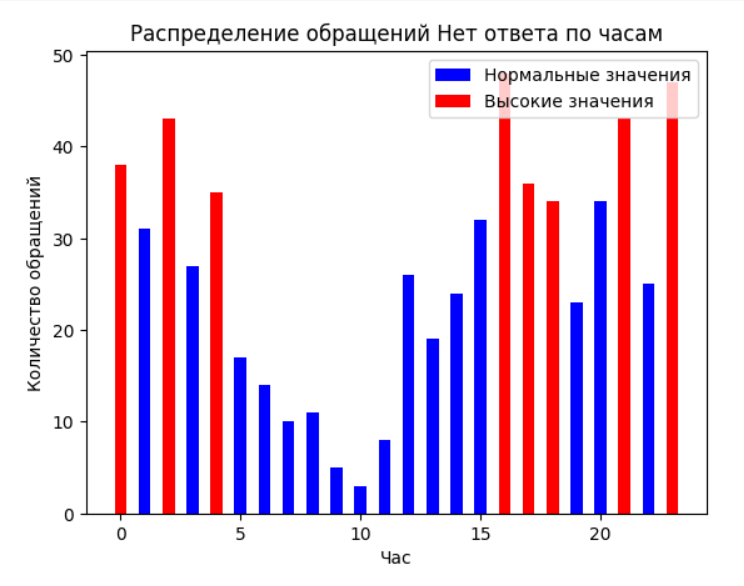 Распределение обращений Нет ответа по часам
Нормальные значения
Высокие значения
Количество обращений
50
40
30
20
10
0
0 5 10 15 20
Час